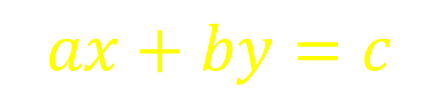 ax + by = c